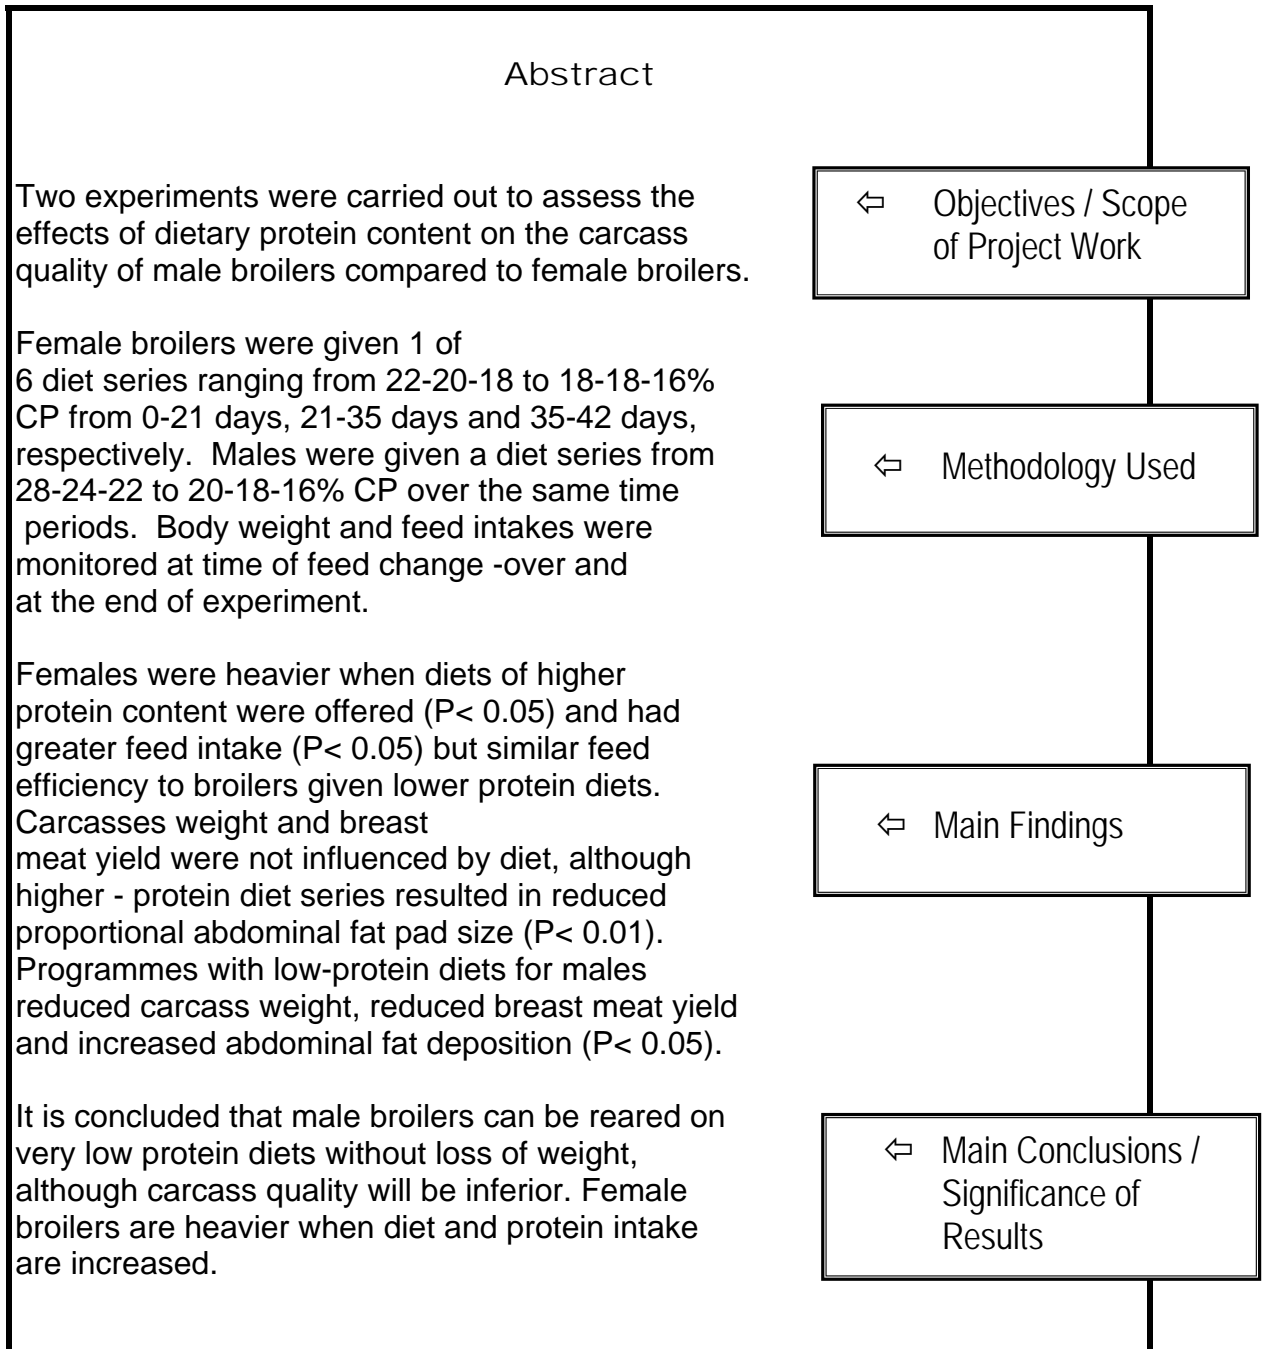 Abstract
Two experiments were carried out to assess the
effects of dietary protein content on the carcass
quality of male broilers compared to female broilers.
⇦ Objectives / Scope
of Project Work
Female broilers were given 1 of
6 diet series ranging from 22-20-18 to 18-18-16%
CP from 0-21 days, 21-35 days and 35-42 days,
respectively.  Males were given a diet series from
28-24-22 to 20-18-16% CP over the same time
periods.  Body weight and feed intakes were
monitored at time of feed change -over and
at the end of experiment.
⇦ Methodology Used
Females were heavier when diets of higher
protein content were offered (P< 0.05) and had
greater feed intake (P< 0.05) but similar feed
efficiency to broilers given lower protein diets.
Carcasses weight and breast
meat yield were not influenced by diet, although
higher - protein diet series resulted in reduced
proportional abdominal fat pad size (P< 0.01).
Programmes with low-protein diets for males
reduced carcass weight, reduced breast meat yield
and increased abdominal fat deposition (P< 0.05).
⇦ Main Findings
It is concluded that male broilers can be reared on
very low protein diets without loss of weight,
although carcass quality will be inferior. Female
broilers are heavier when diet and protein intake
are increased.
⇦ Main Conclusions /
Significance of
Results